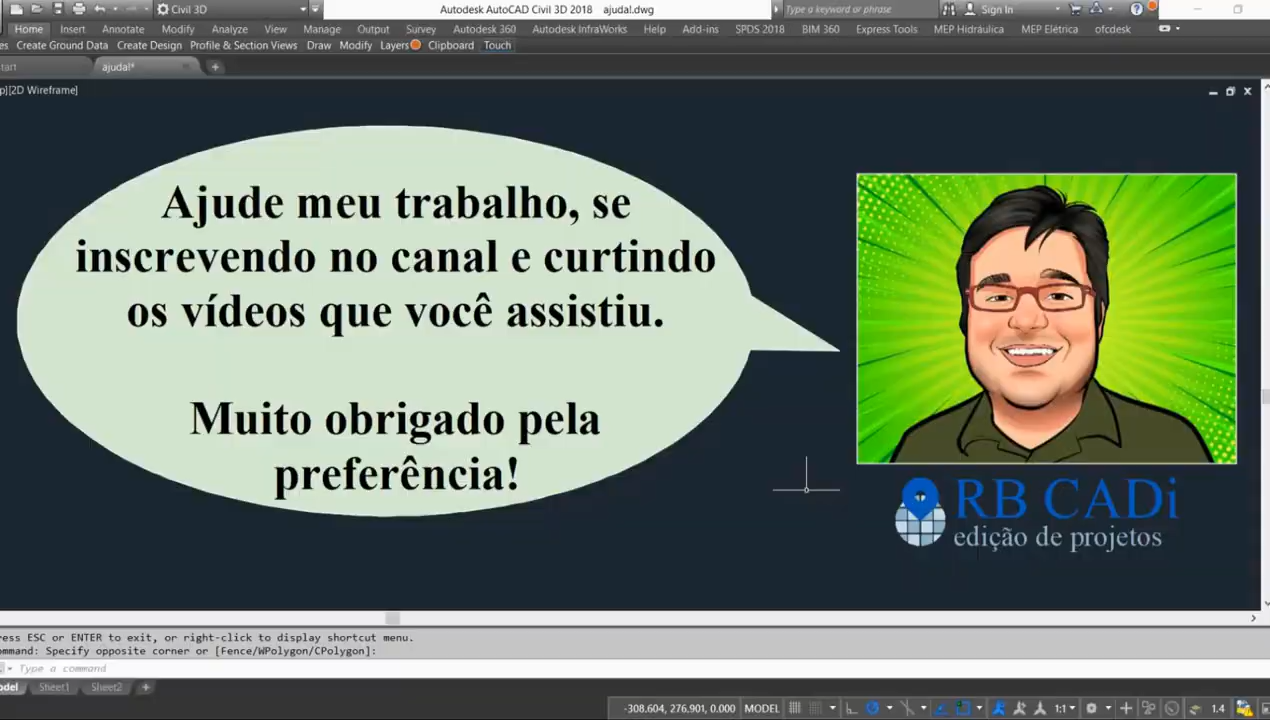 Civil 3D
Autodesk AutoCAD Civil 3D 2018 ajuda!.dwg
Type a keyword or phrase
Sign In
Home Insert Annotate Modify Analyze View Manage Output Survey Autodesk 360 Autodesk InfraWorks Help Add-ins SPDS 2018 BIM 360 Express Tools MEP Hidráulica MEP Elétrica ofcdesk
es Create Ground Data Create Design Profile & Section Views Draw Modify Layers Clipboard Touch
tart ajuda!*
p][2D Wireframe]
Ajude meu trabalho, se
inscrevendo no canal e curtindo
os vídeos que você assistiu.
Muito obrigado pela
preferência!
RB CADi
edição de projetos
ress ESC or ENTER to exit, or right-click to display shortcut menu.
ommand: Specify opposite corner or [Fence/WPolygon/CPolygon]:
Type a command
odel Sheet1 Sheet2
-308.604, 276.901, 0.000 MODEL 1:1 1.4